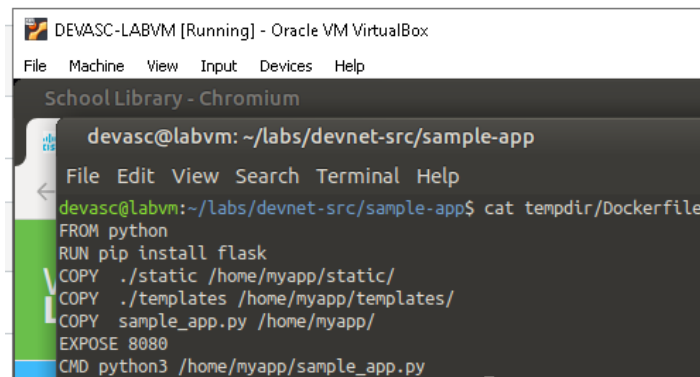 DEVASC-LABVM [Running] - Oracle VM VirtualBox
File Machine View Input Devices Help
School Library - Chromium
devasc@labvm: ~/labs/devnet-src/sample-app
File Edit View Search Terminal Help
devasc@labvm:~/labs/devnet-src/sample-app$ cat tempdir/Dockerfile
FROM python
RUN pip install flask
COPY  ./static /home/myapp/static/
COPY  ./templates /home/myapp/templates/
COPY  sample_app.py /home/myapp/
EXPOSE 8080
CMD python3 /home/myapp/sample_app.py